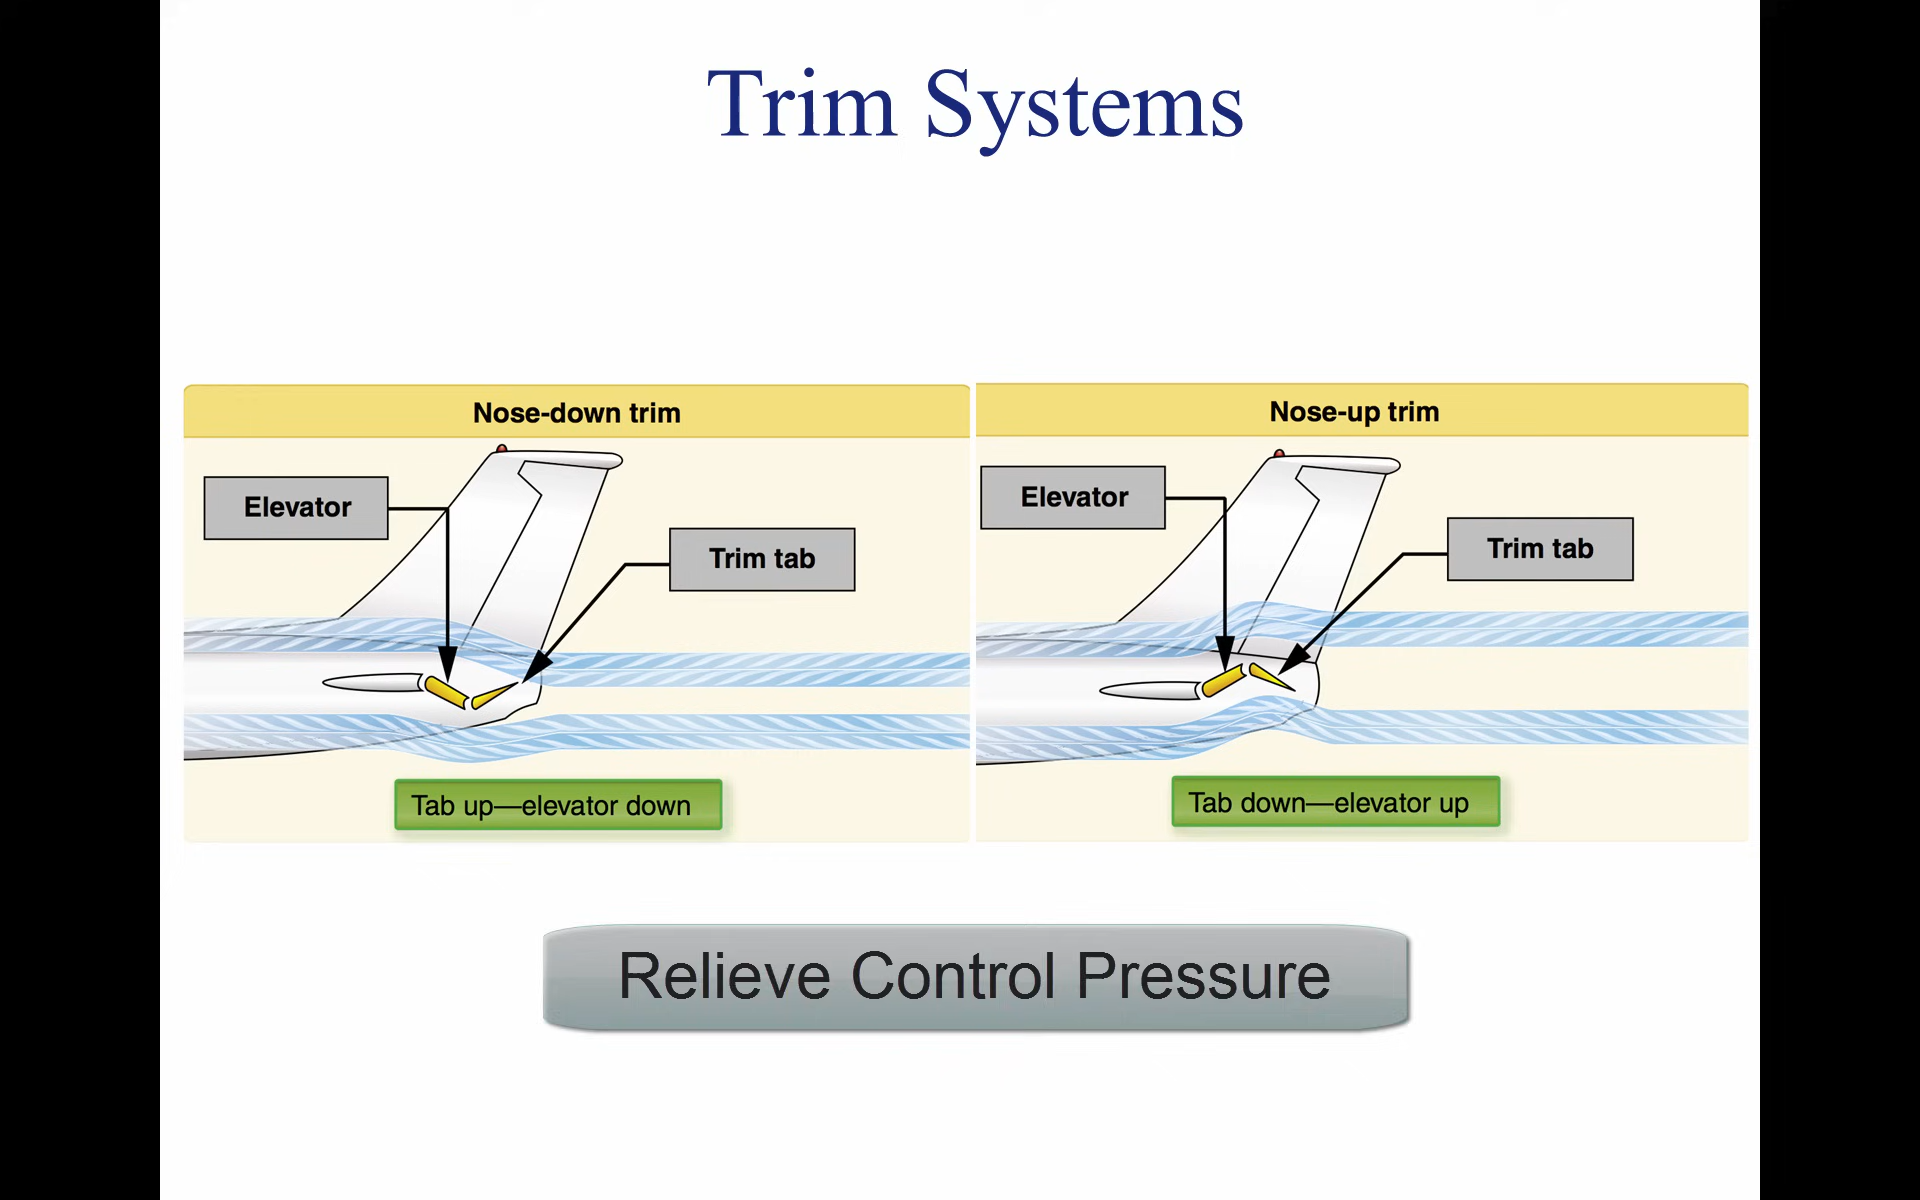 Trim Systems
Nose-down trim
Elevator
Trim tab
Tab up—elevator down
Nose-up trim
Elevator
Trim tab
Tab down—elevator up
Relieve Control Pressure